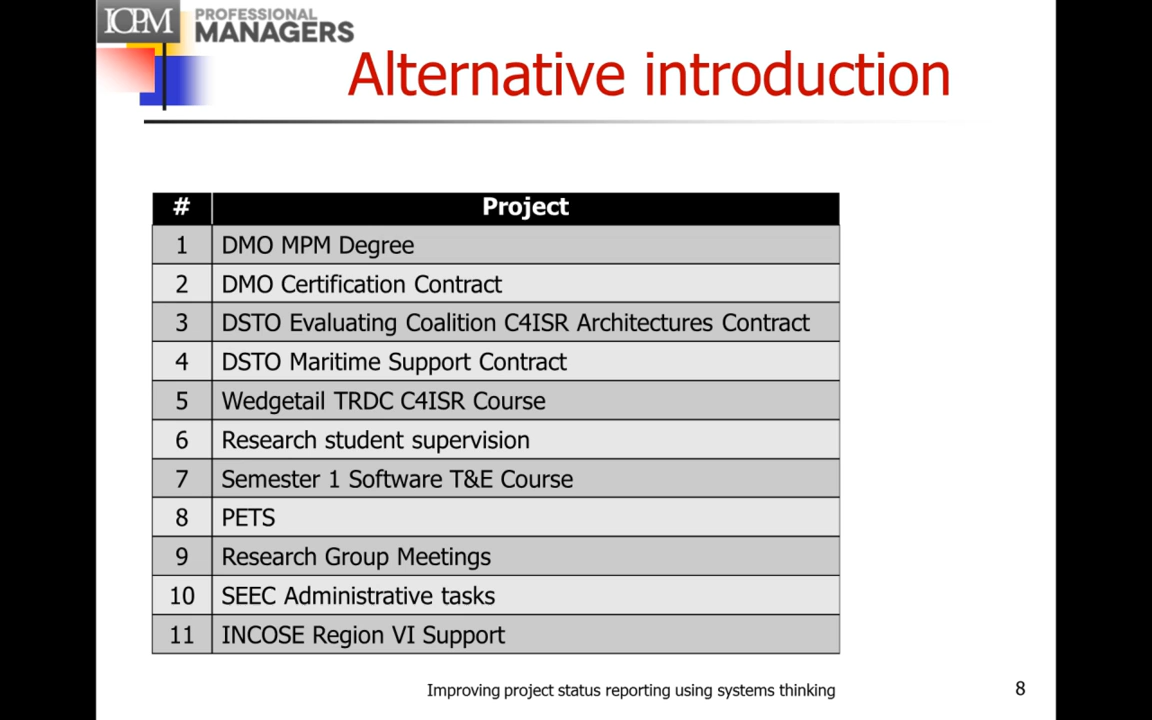 ICPM PROFESSIONAL
MANAGERS
Alternative introduction
# Project
1 DMO MPM Degree
2 DMO Certification Contract
3 DSTO Evaluating Coalition C4ISR Architectures Contract
4 DSTO Maritime Support Contract
5 Wedgetail TRDC C4ISR Course
6 Research student supervision
7 Semester 1 Software T&E Course
8 PETS
9 Research Group Meetings
10 SEEC Administrative tasks
11 INCOSE Region VI Support
Improving project status reporting using systems thinking 8